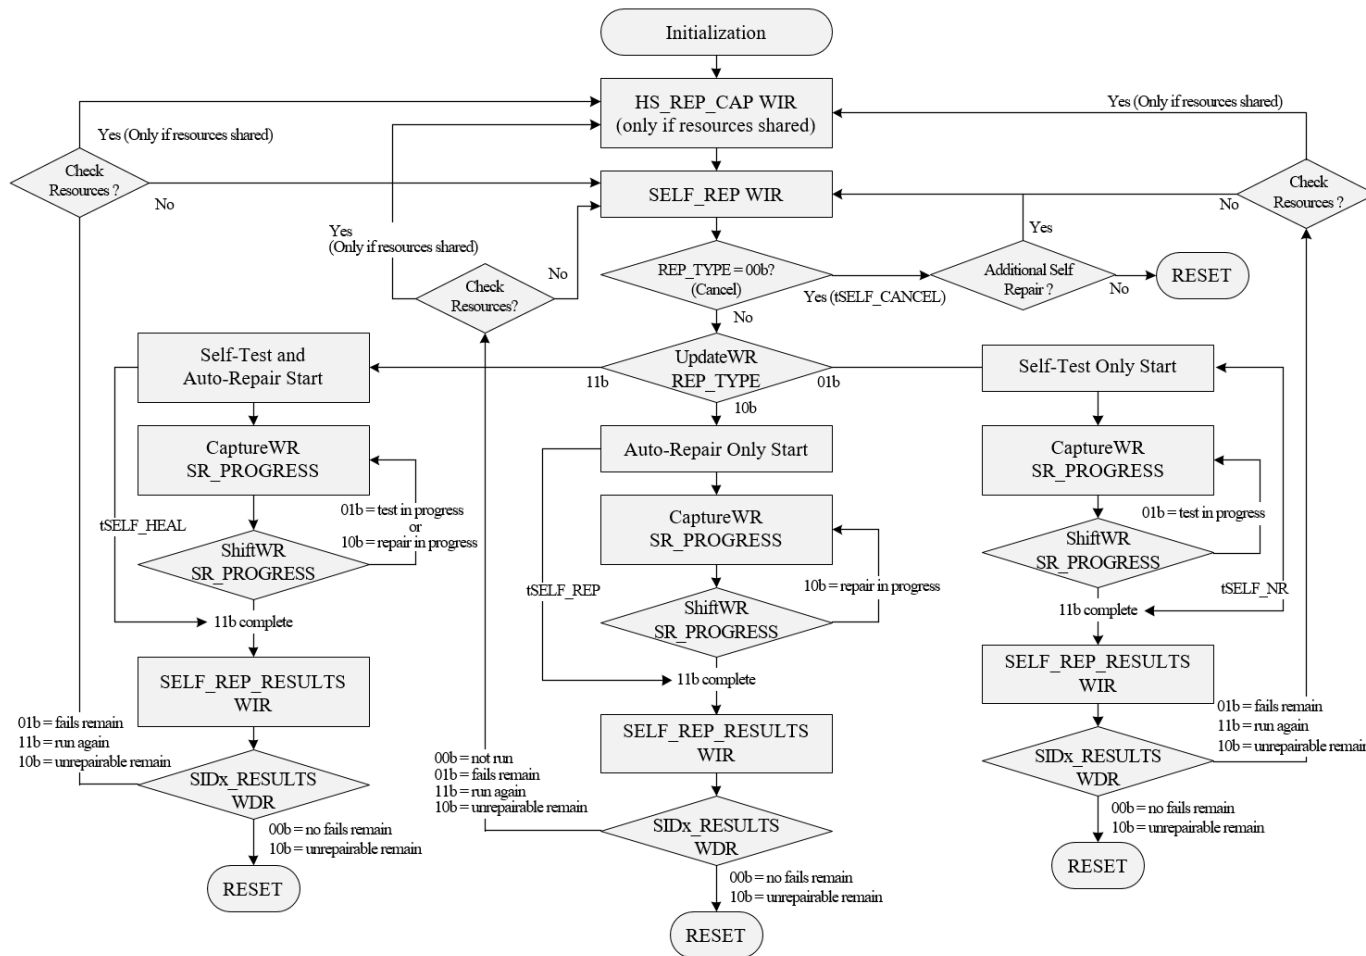 Initialization
HS_REP_CAP WIR
(only if resources shared)
Yes (Only if resources shared)
Yes (Only if resources shared)
Check
Resources ?
No
SELF_REP WIR
Check
Resources ?
No
Yes
(Only if resources shared)
No
Check
Resources?
REP_TYPE = 00b?
(Cancel)
Yes (tSELF_CANCEL)
No
Yes
Additional Self
Repair ?
No
RESET
UpdateWR
REP_TYPE
11b
01b
10b
Self-Test and
Auto-Repair Start
CaptureWR
SR_PROGRESS
01b = test in progress
or
10b = repair in progress
tSELF_HEAL
ShiftWR
SR_PROGRESS
11b complete
SELF_REP_RESULTS
WIR
01b = fails remain
11b = run again
10b = unrepairable remain
SIDx_RESULTS
WDR
00b = no fails remain
10b = unrepairable remain
RESET
Auto-Repair Only Start
CaptureWR
SR_PROGRESS
10b = repair in progress
tSELF_REP
ShiftWR
SR_PROGRESS
11b complete
SELF_REP_RESULTS
WIR
00b = not run
01b = fails remain
11b = run again
10b = unrepairable remain
SIDx_RESULTS
WDR
00b = no fails remain
10b = unrepairable remain
RESET
Self-Test Only Start
CaptureWR
SR_PROGRESS
01b = test in progress
ShiftWR
SR_PROGRESS
tSELF_NR
11b complete
SELF_REP_RESULTS
WIR
01b = fails remain
11b = run again
10b = unrepairable remain
SIDx_RESULTS
WDR
00b = no fails remain
10b = unrepairable remain
RESET